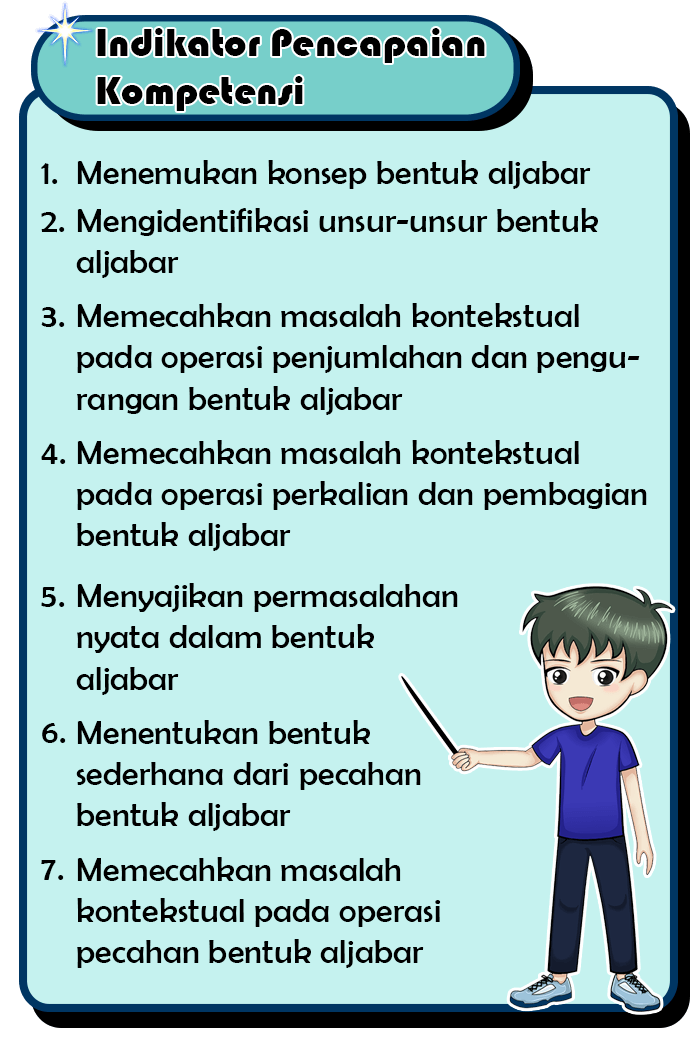 Indikator Pencapaian
Kompetensi
1. Menemukan konsep bentuk aljabar
2. Mengidentifikasi unsur-unsur bentuk
aljabar
3. Memecahkan masalah kontekstual
pada operasi penjumlahan dan pengu-
rangan bentuk aljabar
4. Memecahkan masalah kontekstual
pada operasi perkalian dan pembagian
bentuk aljabar
5. Menyajikan permasalahan
nyata dalam bentuk
aljabar
6. Menentukan bentuk
sederhana dari pecahan
bentuk aljabar
7. Memecahkan masalah
kontekstual pada operasi
pecahan bentuk aljabar